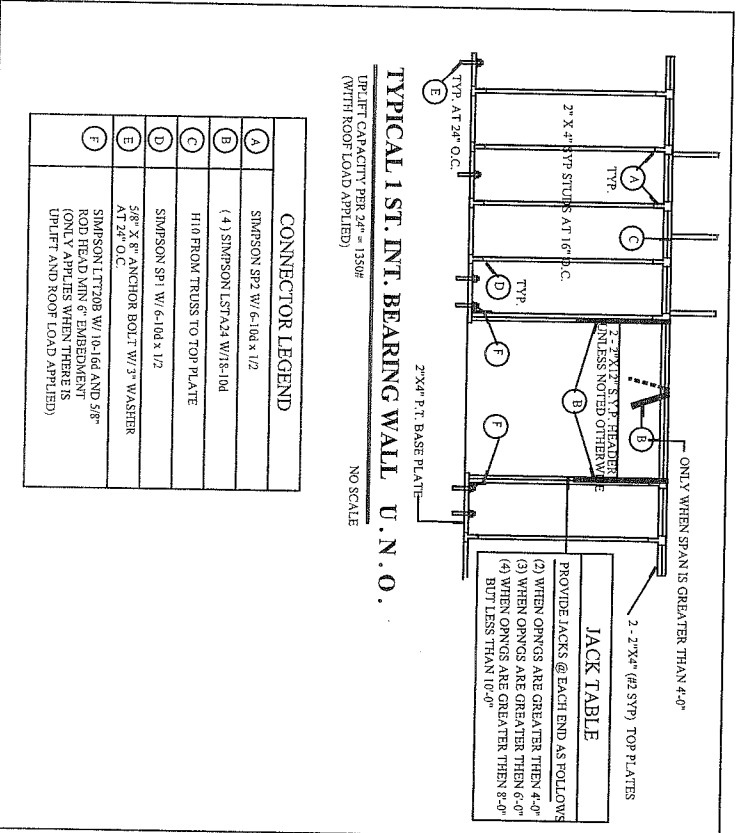 ONLY WHEN SPAN IS GREATER THAN 4'-0"
2 - 2"X4" (#2 SYP) TOP PLATES
A
TYP.
C
B
2 - 2"X12" S.Y.P. HEADER
UNLESS NOTED OTHERWISE
B
2" X 4" SYP STUDS AT 16" O.C.
D
TYP.
F
F
TYP. AT 24" O.C.
E
2"X4" P.T. BASE PLATE
JACK TABLE
PROVIDE JACKS @ EACH END AS FOLLOWS
(2) WHEN OPN'GS ARE GREATER THEN 4'-0"
(3) WHEN OPN'GS ARE GREATER THEN 6'-0"
(4) WHEN OPN'GS ARE GREATER THEN 8'-0"
BUT LESS THAN 10'-0"
TYPICAL 1 ST. INT. BEARING WALL U.N.O.
UPLIFT CAPACITY PER 24" = 1350#
(WITH ROOF LOAD APPLIED)
NO SCALE
CONNECTOR LEGEND
A SIMPSON SP2 W/ 6-10d x 1/2
B ( 4 ) SIMPSON LSTA24 W/18-10d
C H10 FROM TRUSS TO TOP PLATE
D SIMPSON SP1 W/ 6-10d x 1/2
E 5/8" X 8" ANCHOR BOLT W/ 3" WASHER
AT 24" O.C.
F SIMPSON LTT20B W/ 10-16d AND 5/8"
ROD HEAD MIN 6" EMBEDMENT
(ONLY APPLIES WHEN THERE IS
UPLIFT AND ROOF LOAD APPLIED)